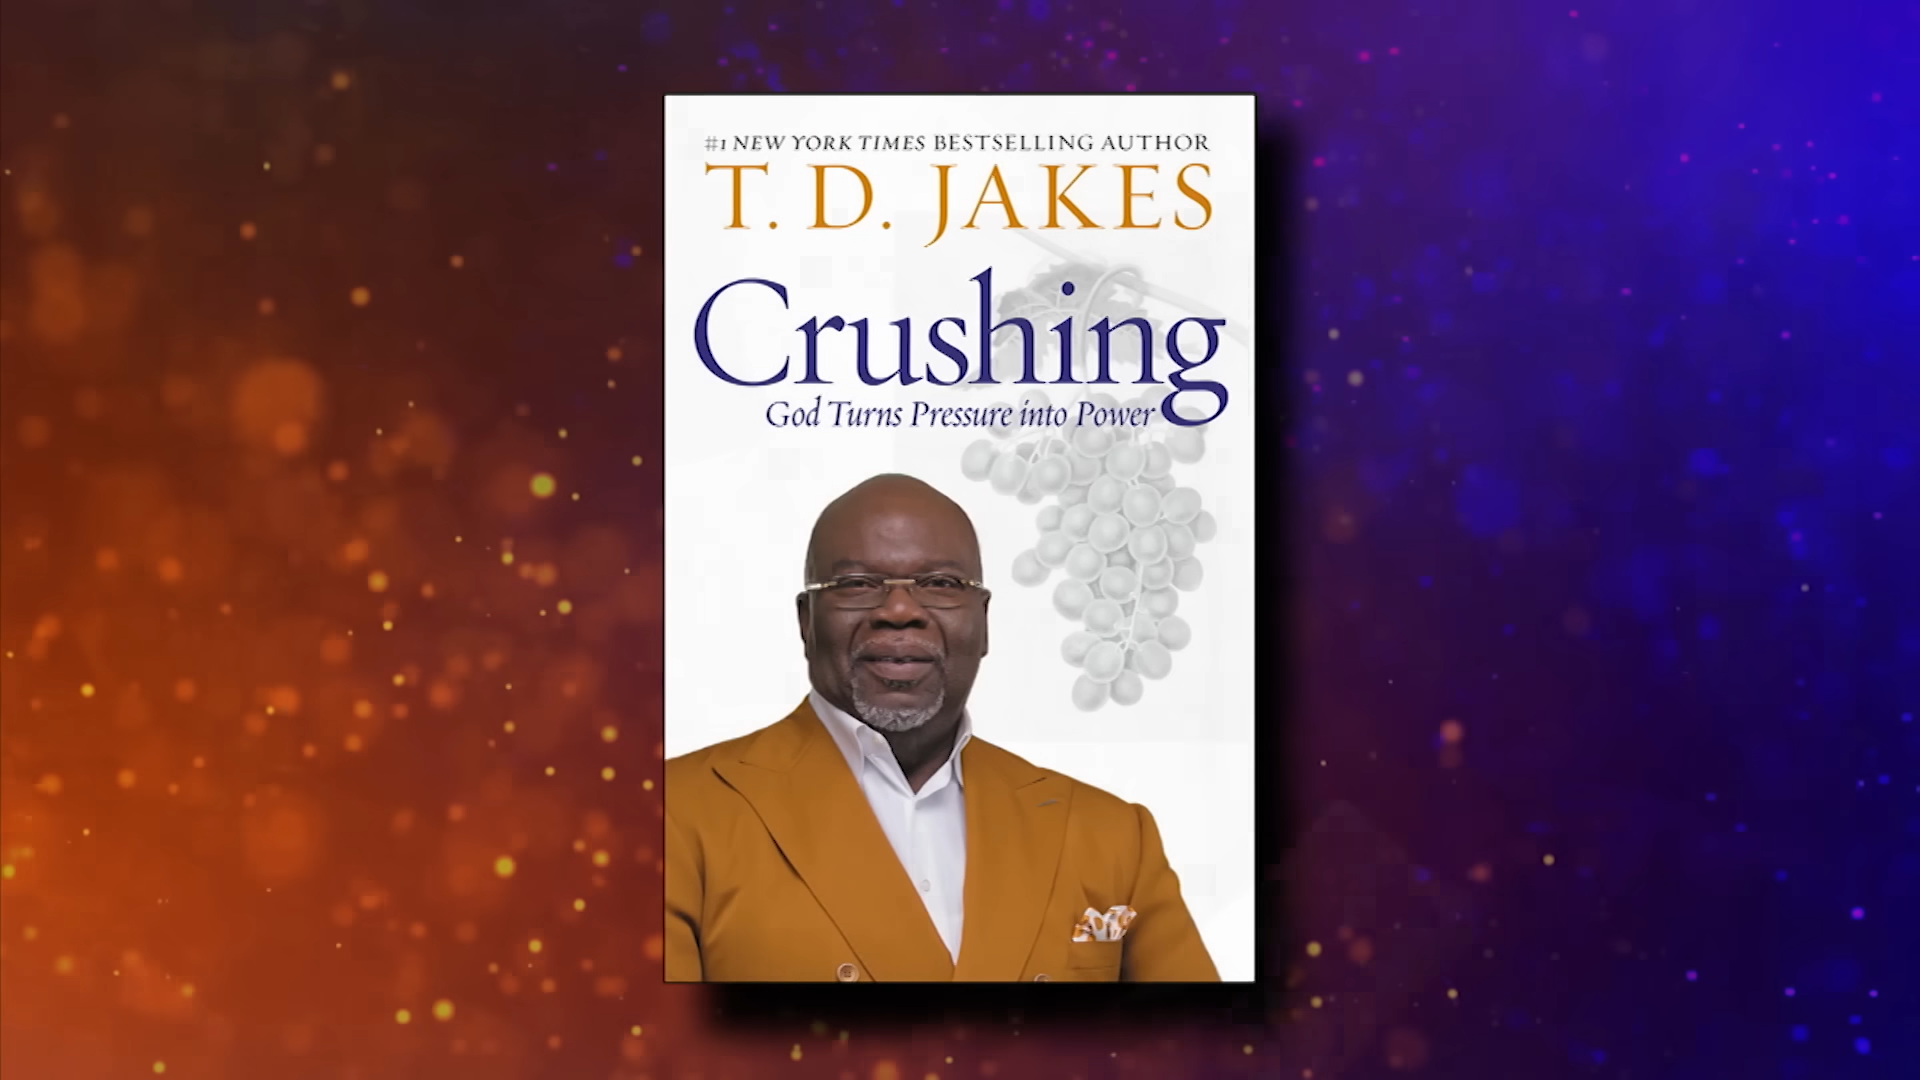 #1 NEW YORK TIMES BESTSELLING AUTHOR
T. D. JAKES
Crushing
God Turns Pressure into Power